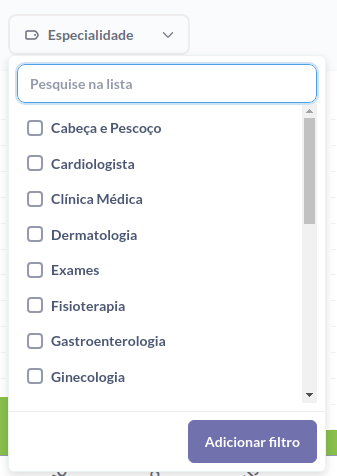 Especialidade
Pesquise na lista
Cabeça e Pescoço
Cardiologista
Clínica Médica
Dermatologia
Exames
Fisioterapia
Gastroenterologia
Ginecologia
Adicionar filtro